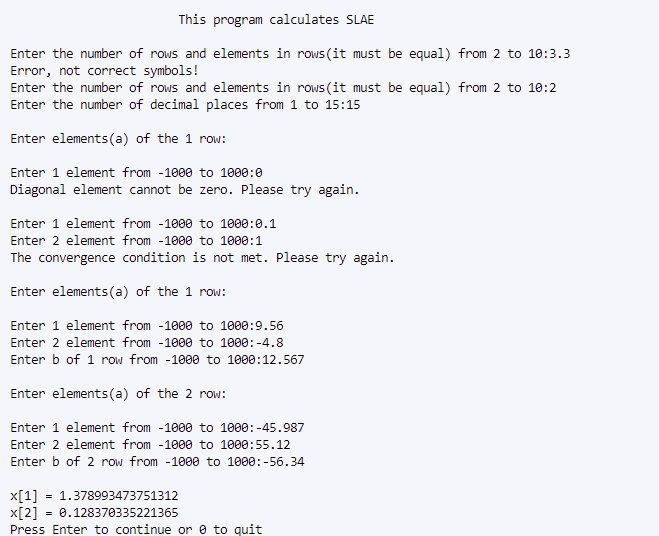 This program calculates SLAE
Enter the number of rows and elements in rows(it must be equal) from 2 to 10:3.3
Error, not correct symbols!
Enter the number of rows and elements in rows(it must be equal) from 2 to 10:2
Enter the number of decimal places from 1 to 15:15
Enter elements(a) of the 1 row:
Enter 1 element from -1000 to 1000:0
Diagonal element cannot be zero. Please try again.
Enter 1 element from -1000 to 1000:0.1
Enter 2 element from -1000 to 1000:1
The convergence condition is not met. Please try again.
Enter elements(a) of the 1 row:
Enter 1 element from -1000 to 1000:9.56
Enter 2 element from -1000 to 1000:-4.8
Enter b of 1 row from -1000 to 1000:12.567
Enter elements(a) of the 2 row:
Enter 1 element from -1000 to 1000:-45.987
Enter 2 element from -1000 to 1000:55.12
Enter b of 2 row from -1000 to 1000:-56.34
x[1] = 1.378993473751312
x[2] = 0.128370335221365
Press Enter to continue or 0 to quit